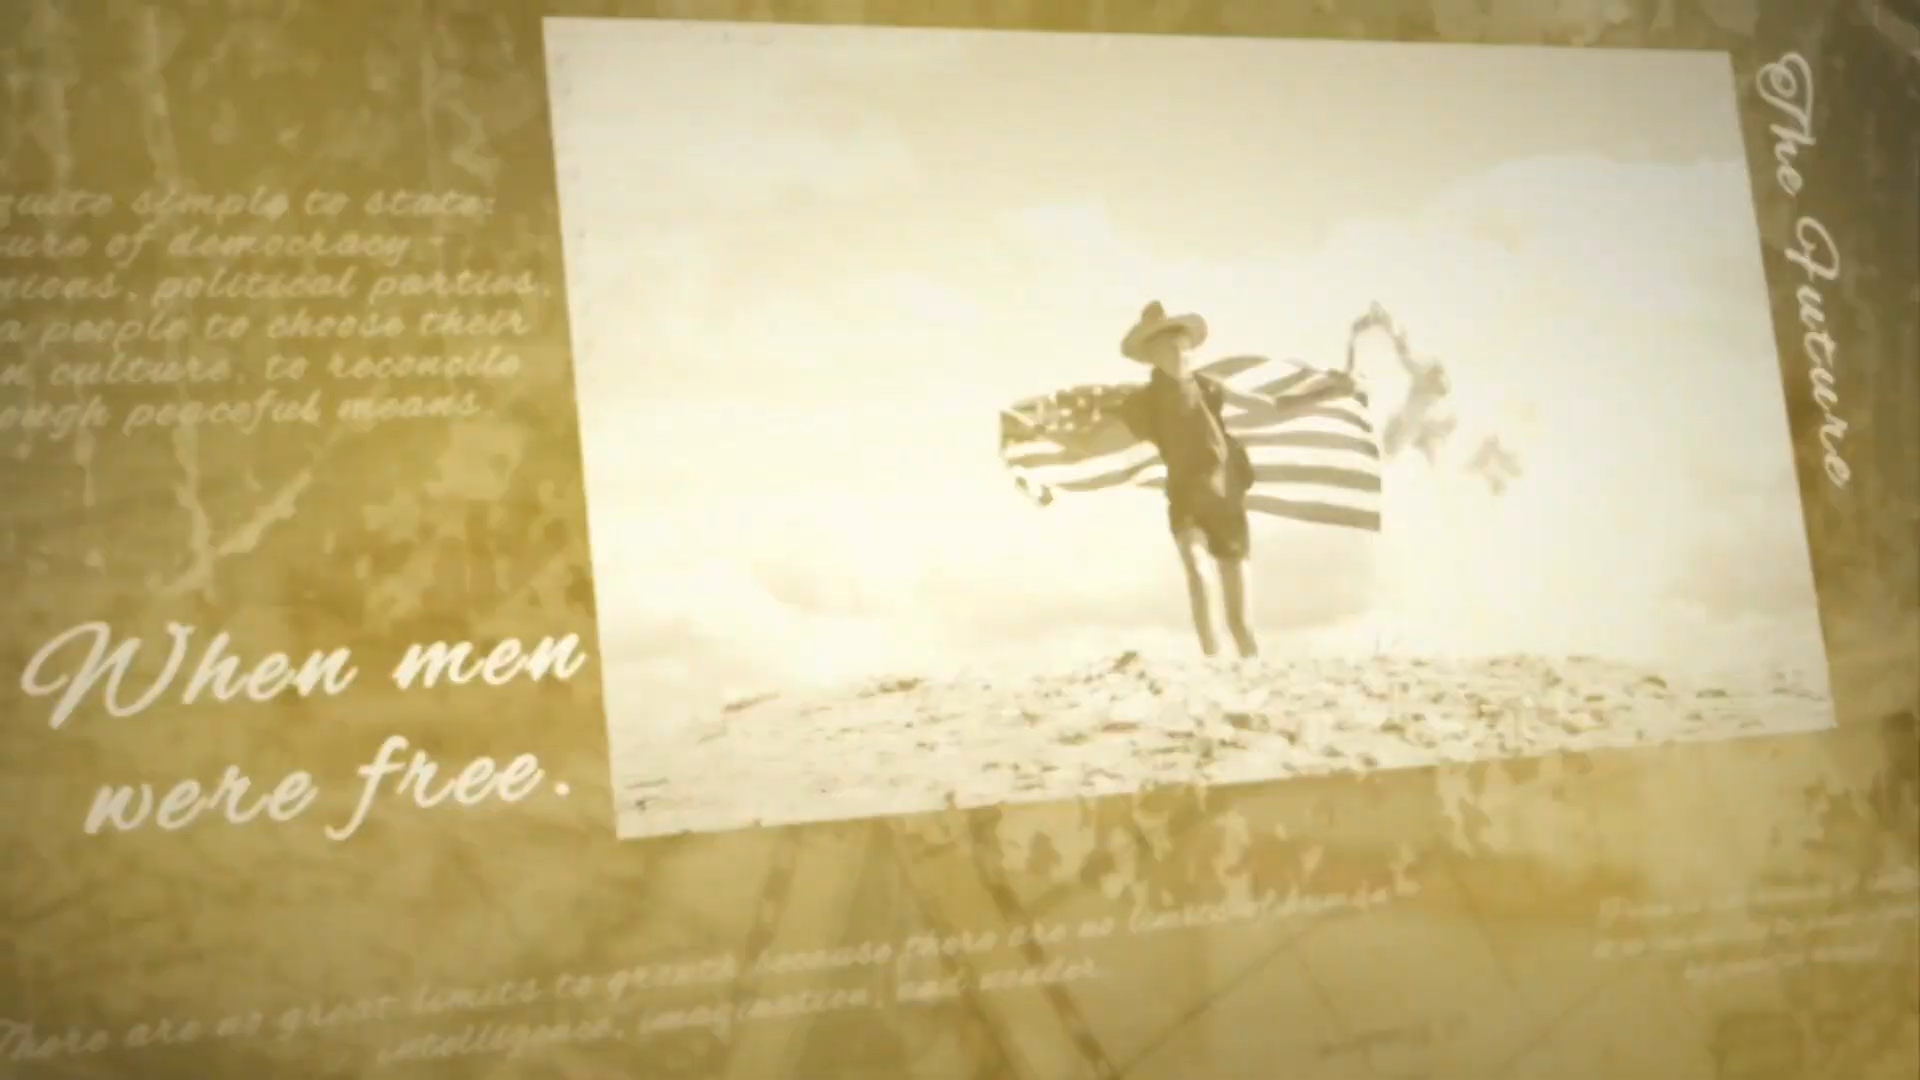 quite simple to state:
of democracy -
political parties,
a people to choose their
culture, to reconcile
peaceful means.
The Future
When men
were free.
There are no great limits to growth because there are no limits of human
intelligence, imagination, and wonder.